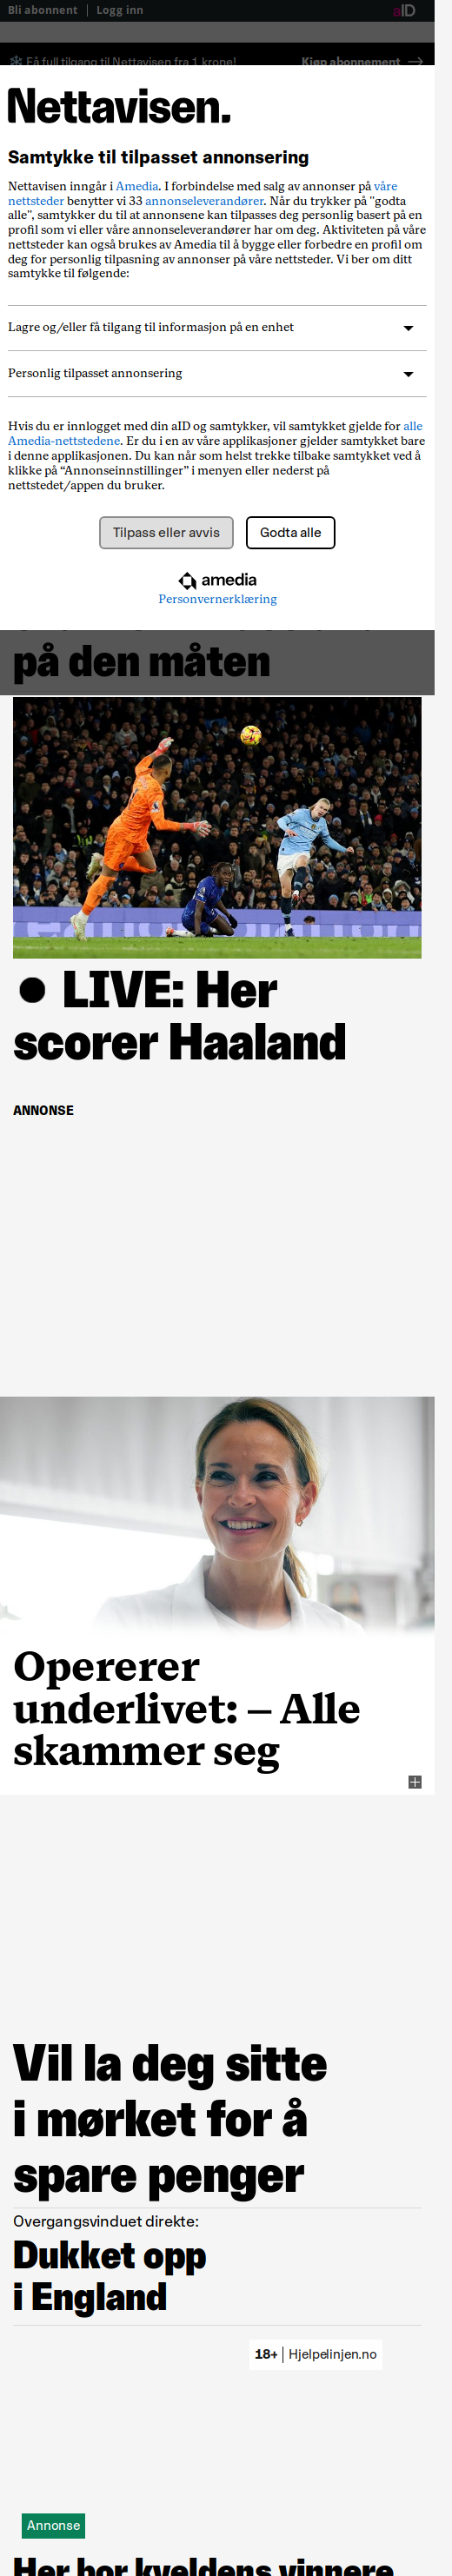 Bli abonnent | Logg inn
aID
Få full tilgang til Nettavisen fra 1 krone!
Kjøp abonnement
Nettavisen.
Samtykke til tilpasset annonsering
Nettavisen inngår i Amedia. I forbindelse med salg av annonser på våre
nettsteder benytter vi 33 annonseleverandører. Når du trykker på "godta
alle", samtykker du til at annonsene kan tilpasses deg personlig basert på en
profil som vi eller våre annonseleverandører har om deg. Aktiviteten på våre
nettsteder kan også brukes av Amedia til å bygge eller forbedre en profil om
deg for personlig tilpasning av annonser på våre nettsteder. Vi ber om ditt
samtykke til følgende:
Lagre og/eller få tilgang til informasjon på en enhet
Personlig tilpasset annonsering
Hvis du er innlogget med din aID og samtykker, vil samtykket gjelde for alle
Amedia-nettstedene. Er du i en av våre applikasjoner gjelder samtykket bare
i denne applikasjonen. Du kan når som helst trekke tilbake samtykket ved å
klikke på “Annonseinnstillinger” i menyen eller nederst på
nettstedet/appen du bruker.
Tilpass eller avvis
Godta alle
amedia
Personvernerklæring
på den måten
LIVE: Her
scorer Haaland
ANNONSE
Opererer
underlivet: – Alle
skammer seg
Vil la deg sitte
i mørket for å
spare penger
Overgangsvinduet direkte:
Dukket opp
i England
18+ | Hjelpelinjen.no
Annonse
Her bor kveldens vinnere